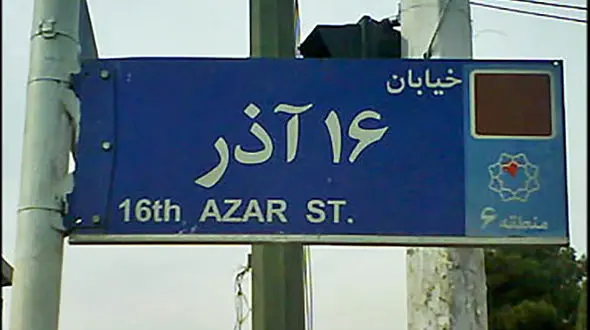 خیابان
۱۶ آذر
16th AZAR ST.
منطقه ۶